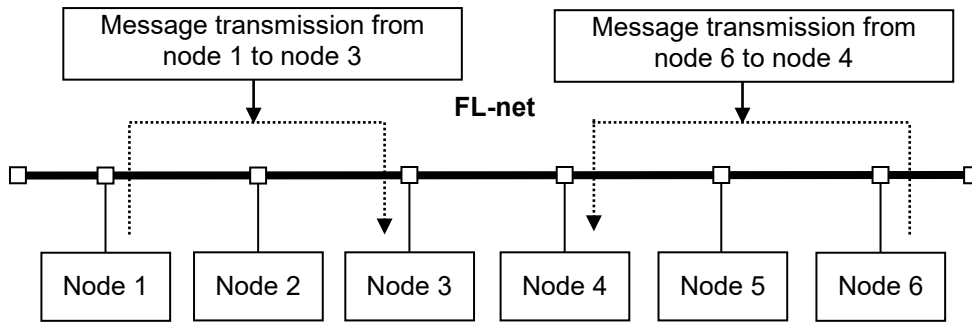 Message transmission from
node 1 to node 3
Message transmission from
node 6 to node 4
FL-net
Node 1
Node 2
Node 3
Node 4
Node 5
Node 6